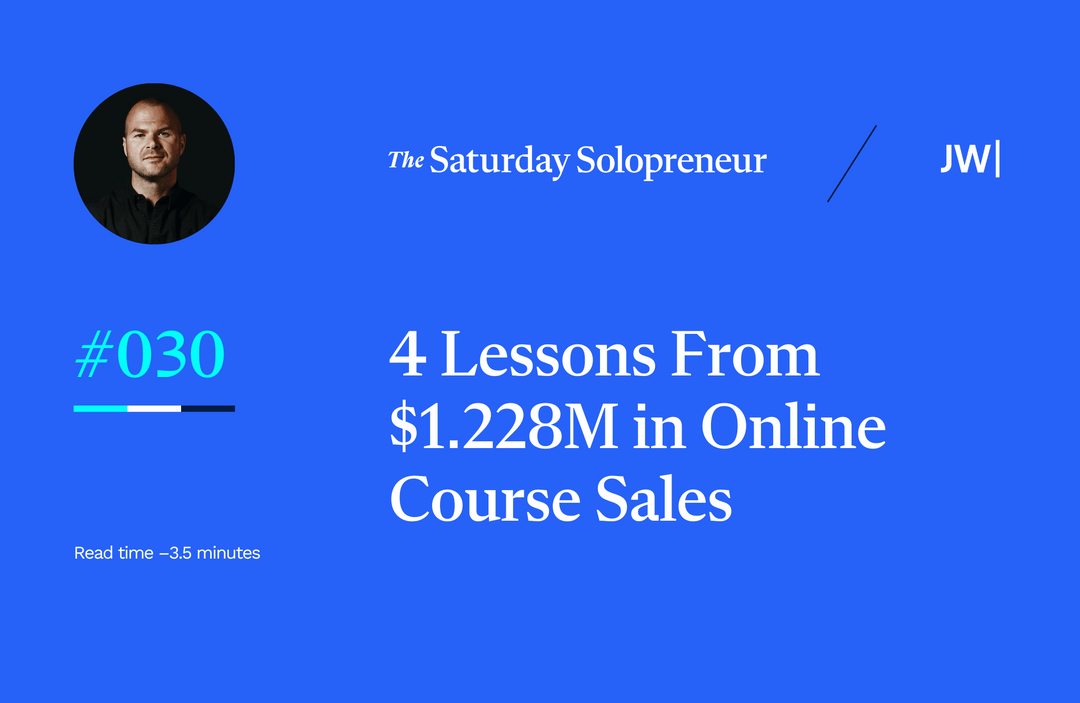 The Saturday Solopreneur
JW|
#030
4 Lessons From
$1.228M in Online
Course Sales
Read time –3.5 minutes